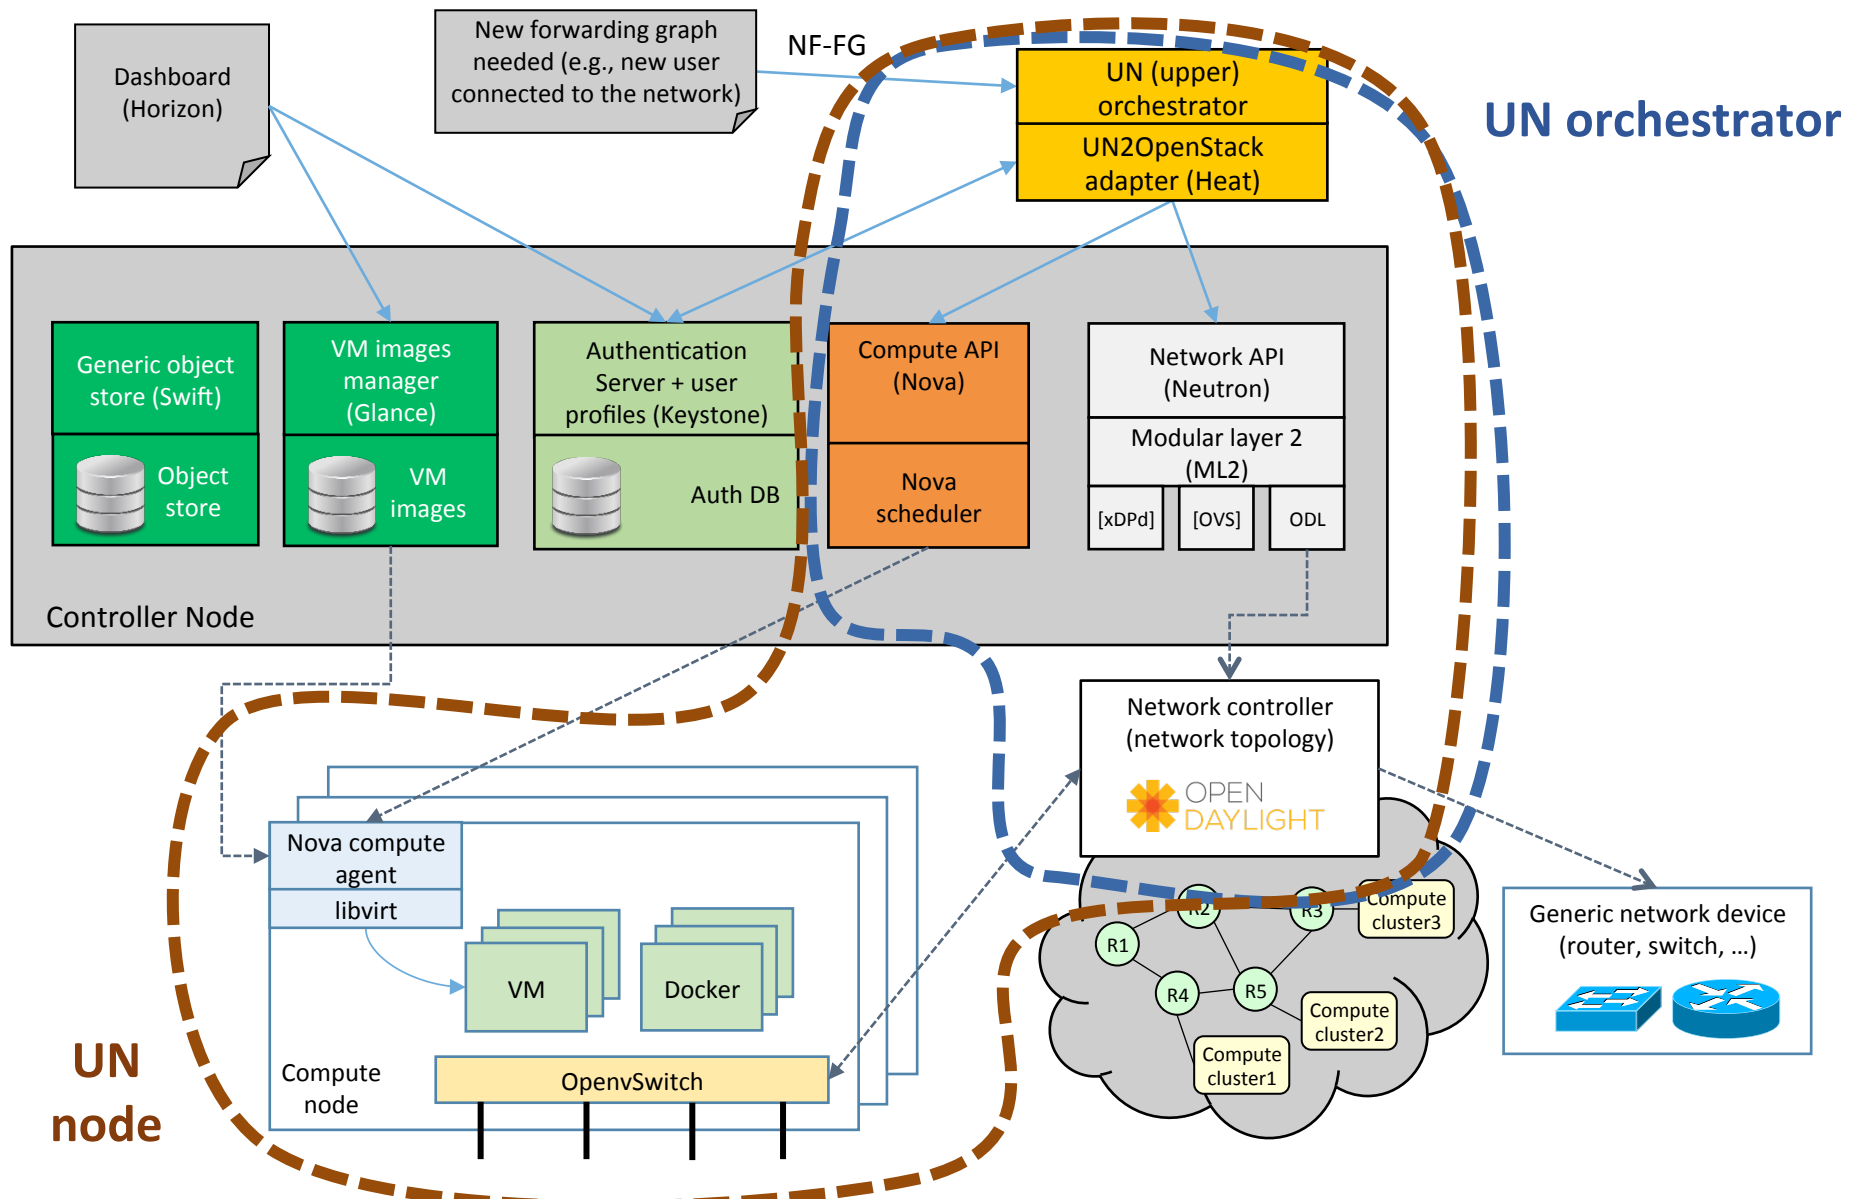 Dashboard
(Horizon)
New forwarding graph
needed (e.g., new user
connected to the network)
NF-FG
UN (upper)
orchestrator
UN2OpenStack
adapter (Heat)
UN orchestrator
Generic object
store (Swift)
Object
store
VM images
manager
(Glance)
VM
images
Authentication
Server + user
profiles (Keystone)
Auth DB
Compute API
(Nova)
Nova
scheduler
Network API
(Neutron)
Modular layer 2
(ML2)
[xDPd]
[OVS]
ODL
Controller Node
Network controller
(network topology)
OPEN
DAYLIGHT
Nova compute
agent
libvirt
VM
Docker
OpenvSwitch
Compute
node
UN
node
R1
R2
R3
R4
R5
Compute
cluster3
Compute
cluster2
Compute
cluster1
Generic network device
(router, switch, ...)